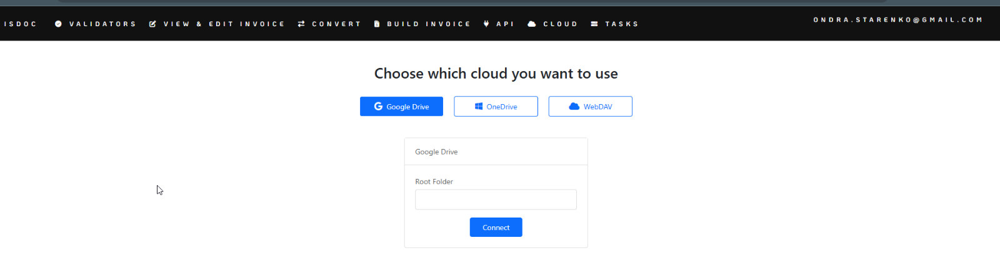 ISDOC VALIDATORS VIEW & EDIT INVOICE CONVERT BUILD INVOICE API CLOUD TASKS ONDRA.STARENKO@GMAIL.COM
Choose which cloud you want to use
Google Drive OneDrive WebDAV
Google Drive
Root Folder
Connect